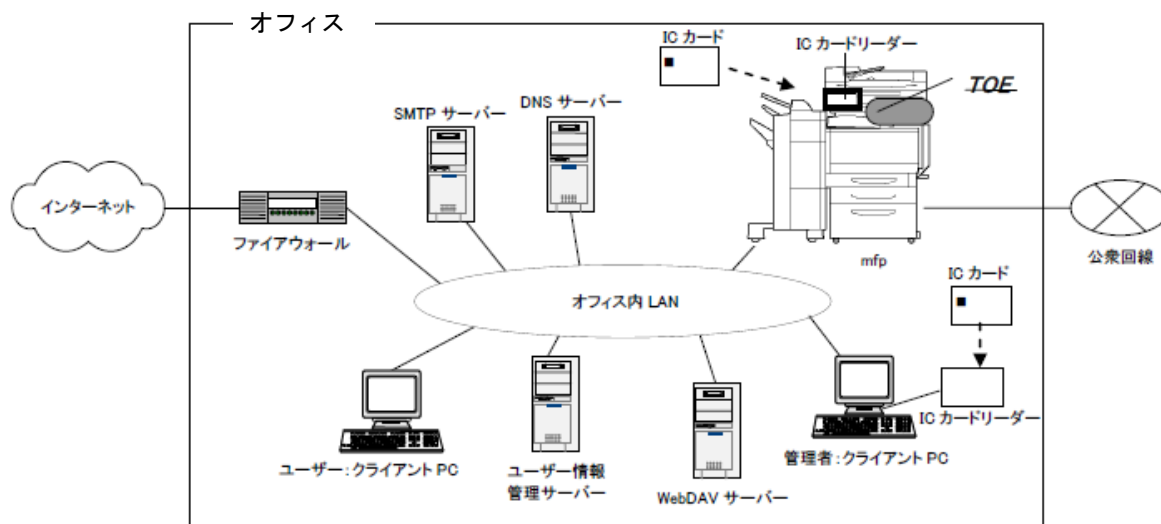 オフィス
IC カード
IC カードリーダー
TOE
SMTP サーバー
DNS サーバー
インターネット
ファイアウォール
mfp
公衆回線
オフィス内 LAN
IC カード
IC カードリーダー
ユーザー:クライアント PC
ユーザー情報
管理サーバー
WebDAV サーバー
管理者:クライアント PC